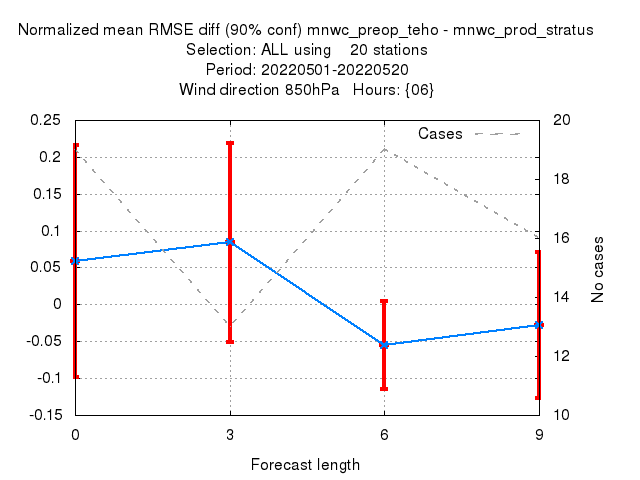 Normalized mean RMSE diff (90% conf) mnwc_preop_teho - mnwc_prod_stratus
Selection: ALL using    20 stations
Period: 20220501-20220520
Wind direction 850hPa   Hours: {06}
Cases
0.25
0.2
0.15
0.1
0.05
0
-0.05
-0.1
-0.15
20
18
16
14
12
10
No cases
0
3
6
9
Forecast length